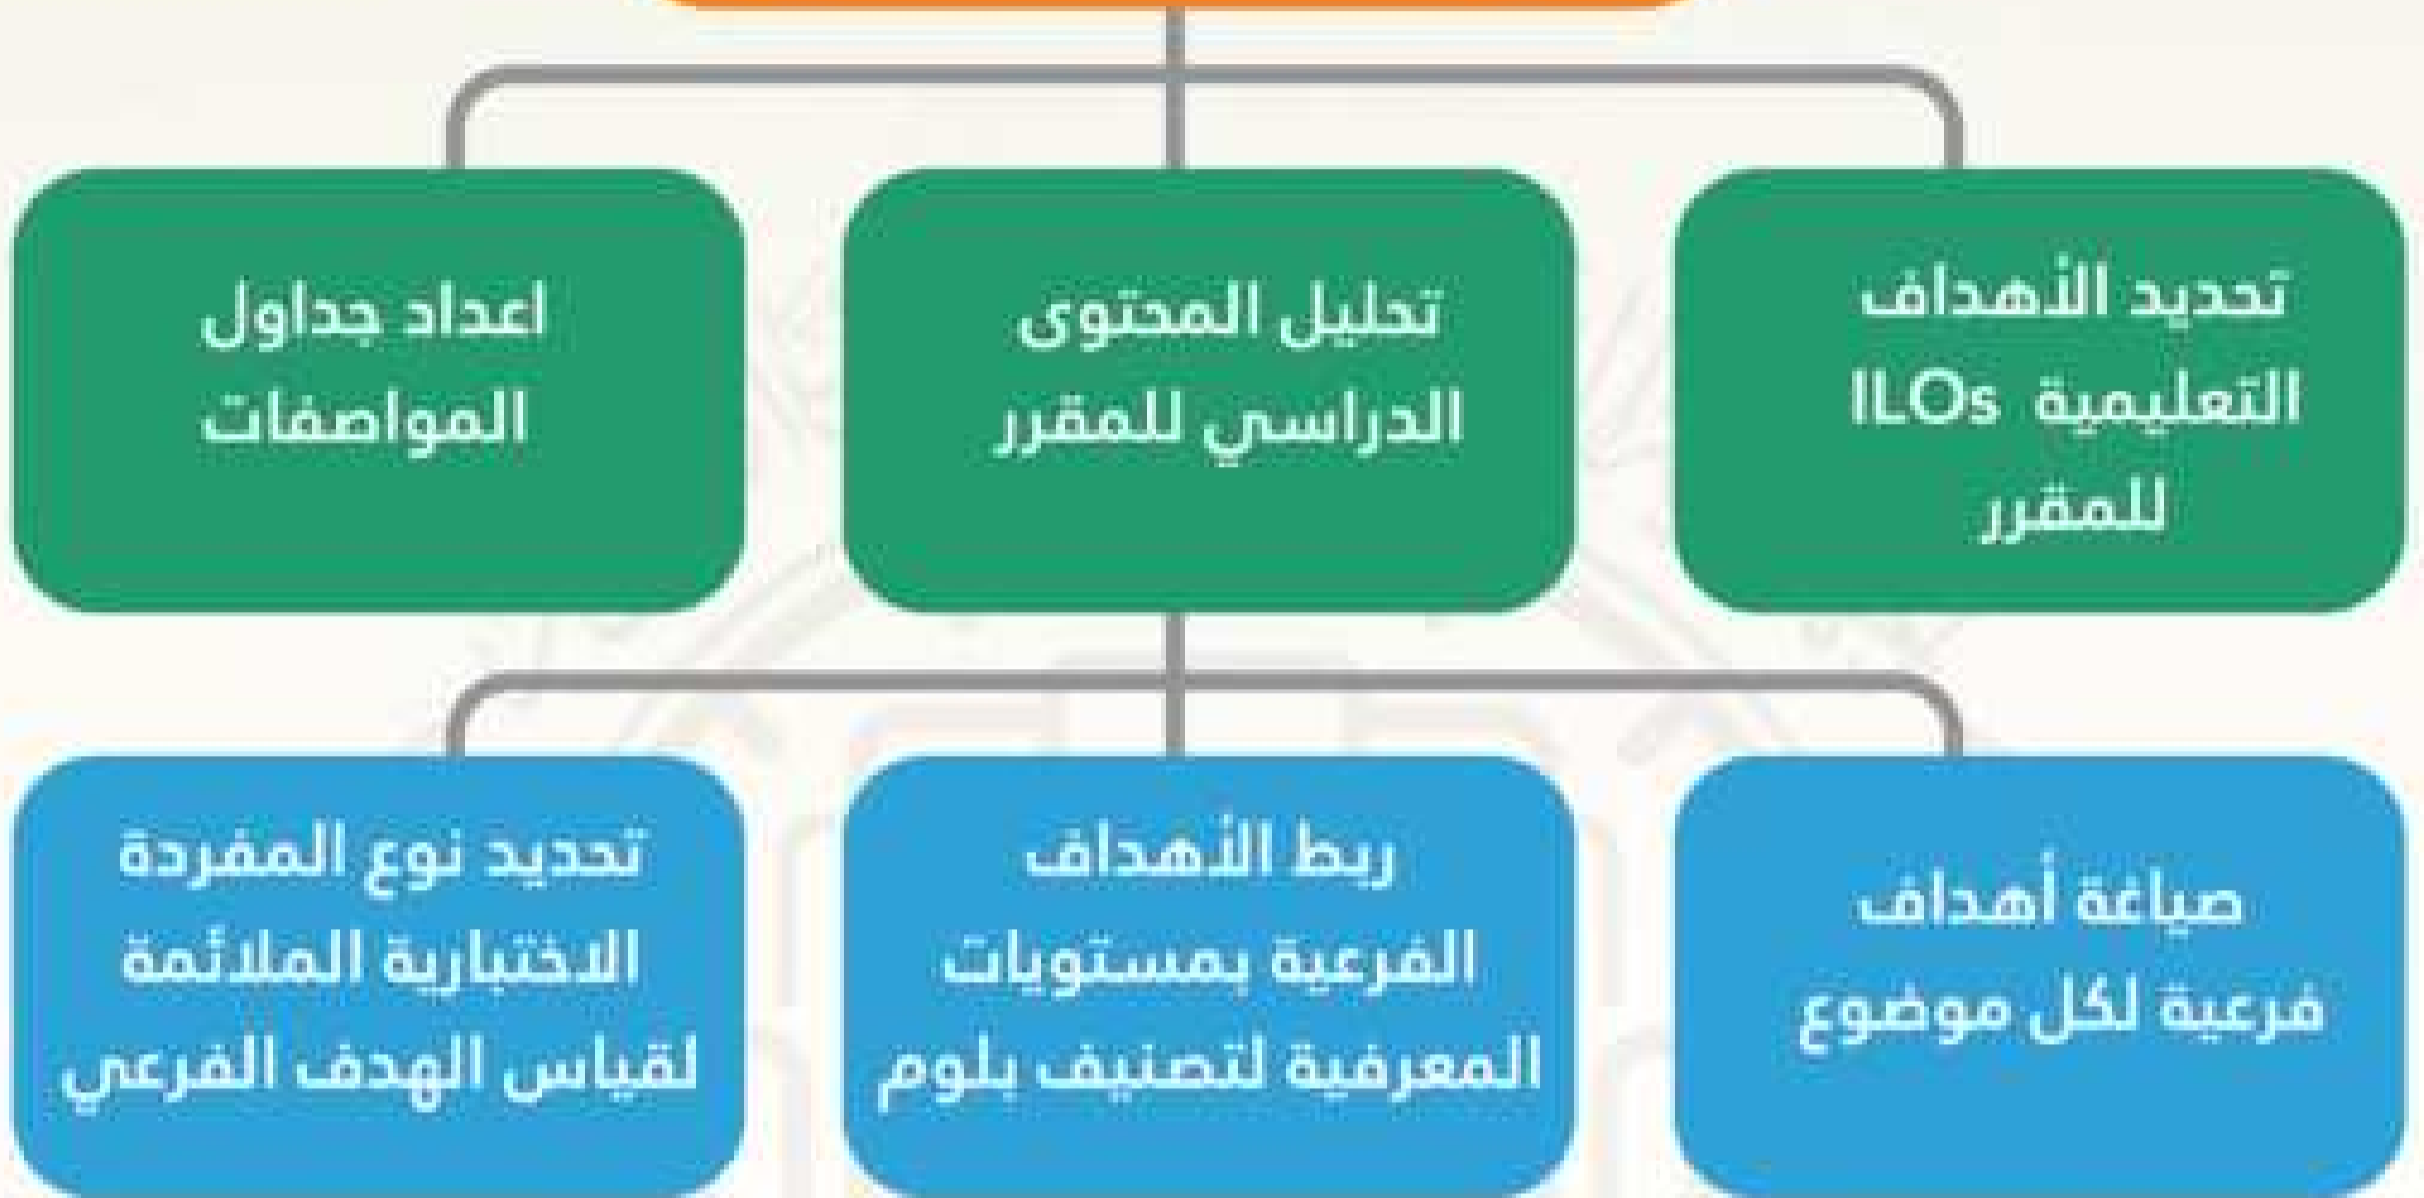 تحديد الأهداف
التعليمية ILOs
للمقرر
تحليل المحتوى
الدراسي للمقرر
اعداد جداول
المواصفات
صياغة أهداف
فرعية لكل موضوع
ربط الأهداف
الفرعية بمستويات
المعرفية لتصنيف بلوم
تحديد نوع المفردة
الاختبارية الملائمة
لقياس الهدف الفرعي